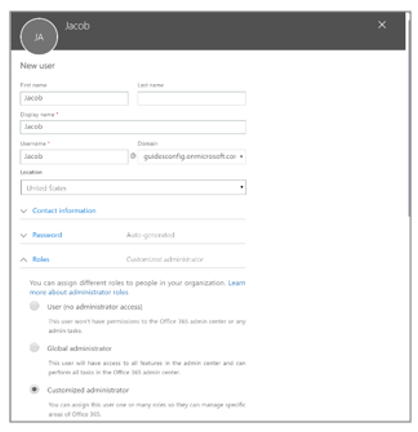 JA
Jacob
New user
First name
Last name
Jacob
Display name *
Jacob
Username *
Domain
Jacob
@
guidesconfig.onmicrosoft.cor
Location
United States
Contact information
Password
Auto-generated
Roles
Customized administrator
You can assign different roles to people in your organization. Learn
more about administrator roles
User (no administrator access)
This user won't have permissions to the Office 365 admin center or any
admin tasks.
Global administrator
This user will have access to all features in the admin center and can
perform all tasks in the Office 365 admin center.
Customized administrator
You can assign this user one or many roles so they can manage specific
areas of Office 365.